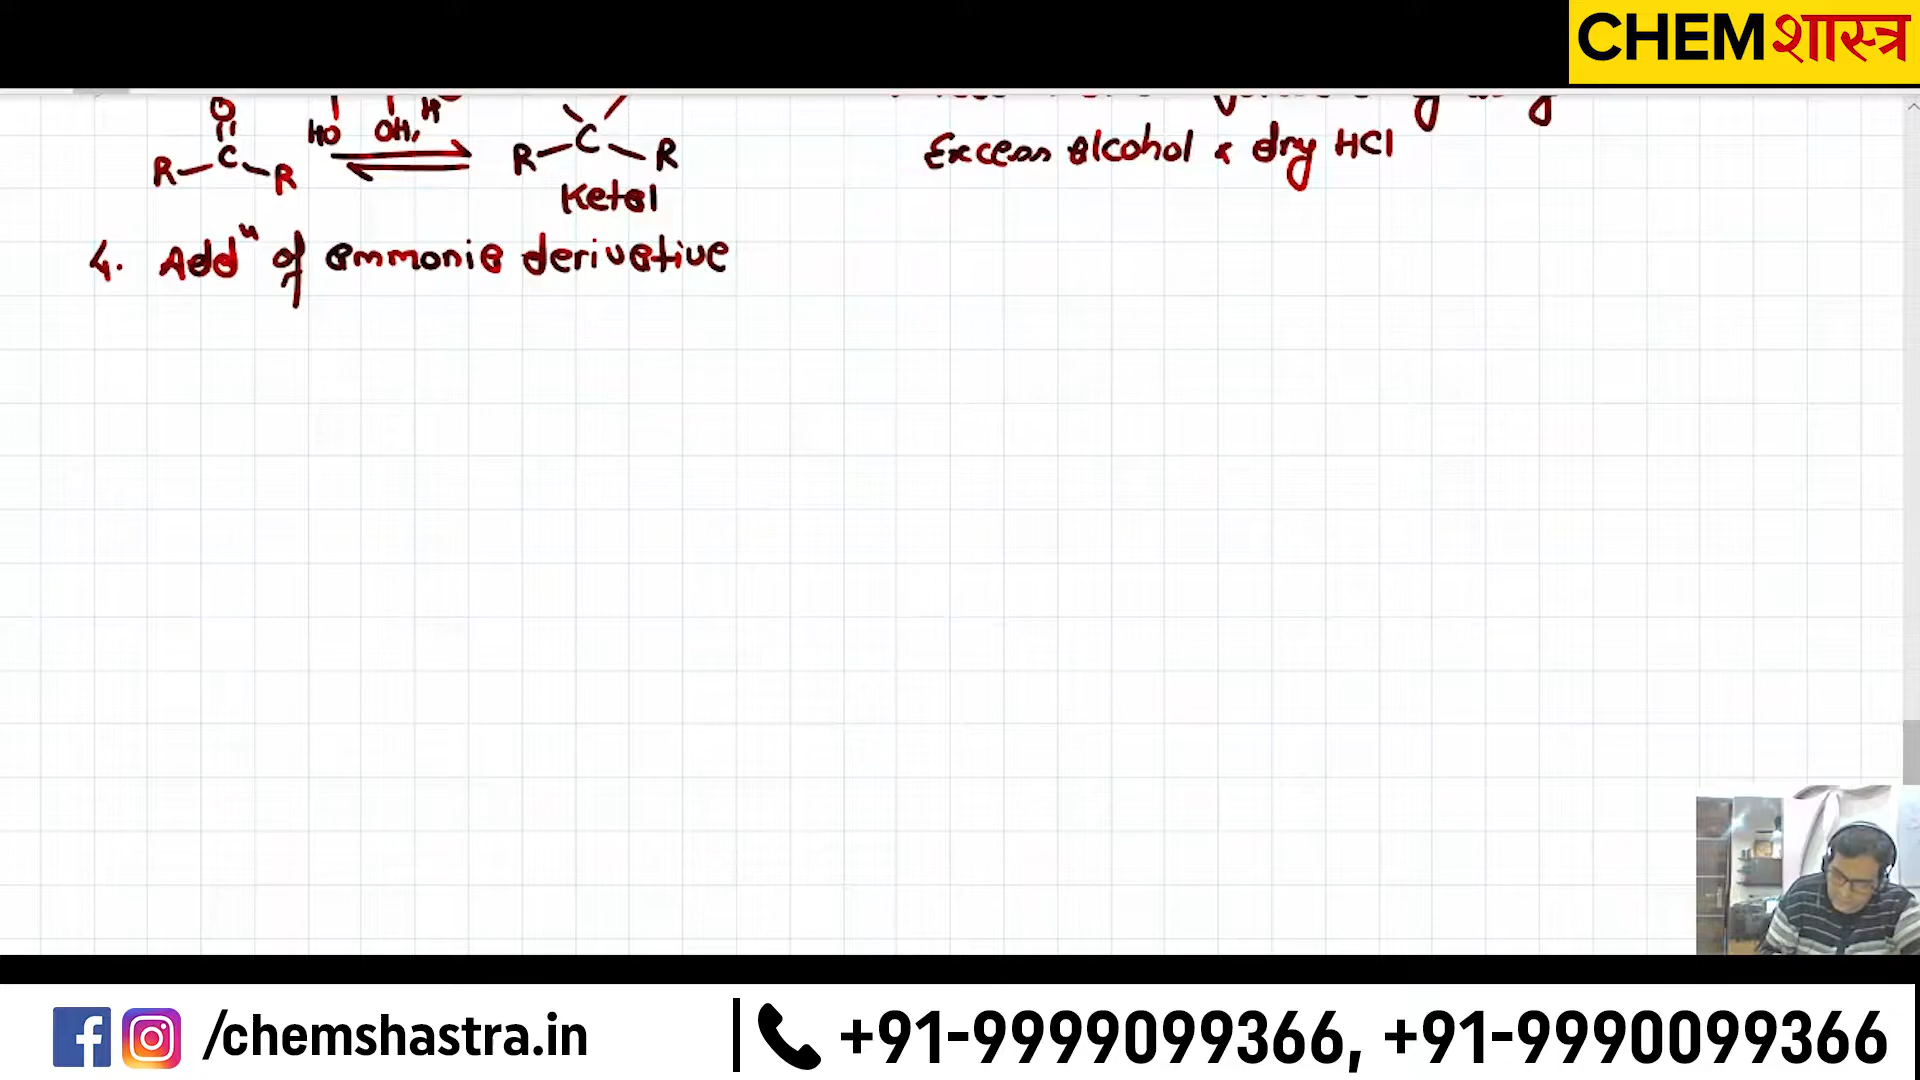 CHEMशास्त्र
O
HO OH, H
R C R
C
R R
Ketal
Excess alcohol & dry HCl
4. Addⁿ of ammonia derivative
/chemshastra.in
+91-9999099366, +91-9990099366